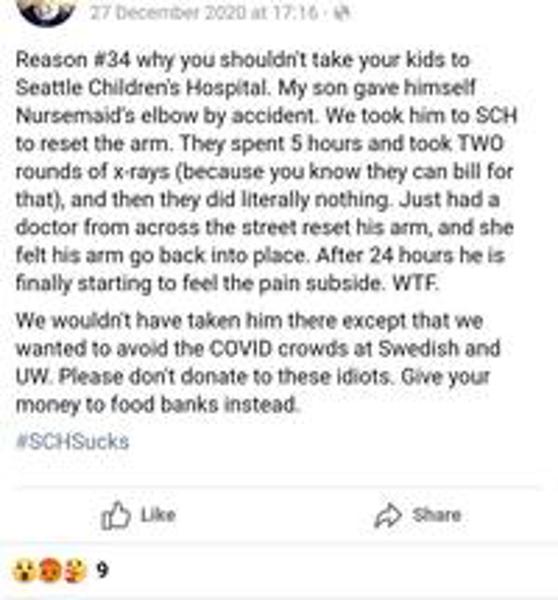 27 December 2020 at 17:16 ·
Reason #34 why you shouldn't take your kids to
Seattle Children's Hospital. My son gave himself
Nursemaid's elbow by accident. We took him to SCH
to reset the arm. They spent 5 hours and took TWO
rounds of x-rays (because you know they can bill for
that), and then they did literally nothing. Just had a
doctor from across the street reset his arm, and she
felt his arm go back into place. After 24 hours he is
finally starting to feel the pain subside. WTF.
We wouldn't have taken him there except that we
wanted to avoid the COVID crowds at Swedish and
UW. Please don't donate to these idiots. Give your
money to food banks instead.
#SCHSucks
Like
Share
9